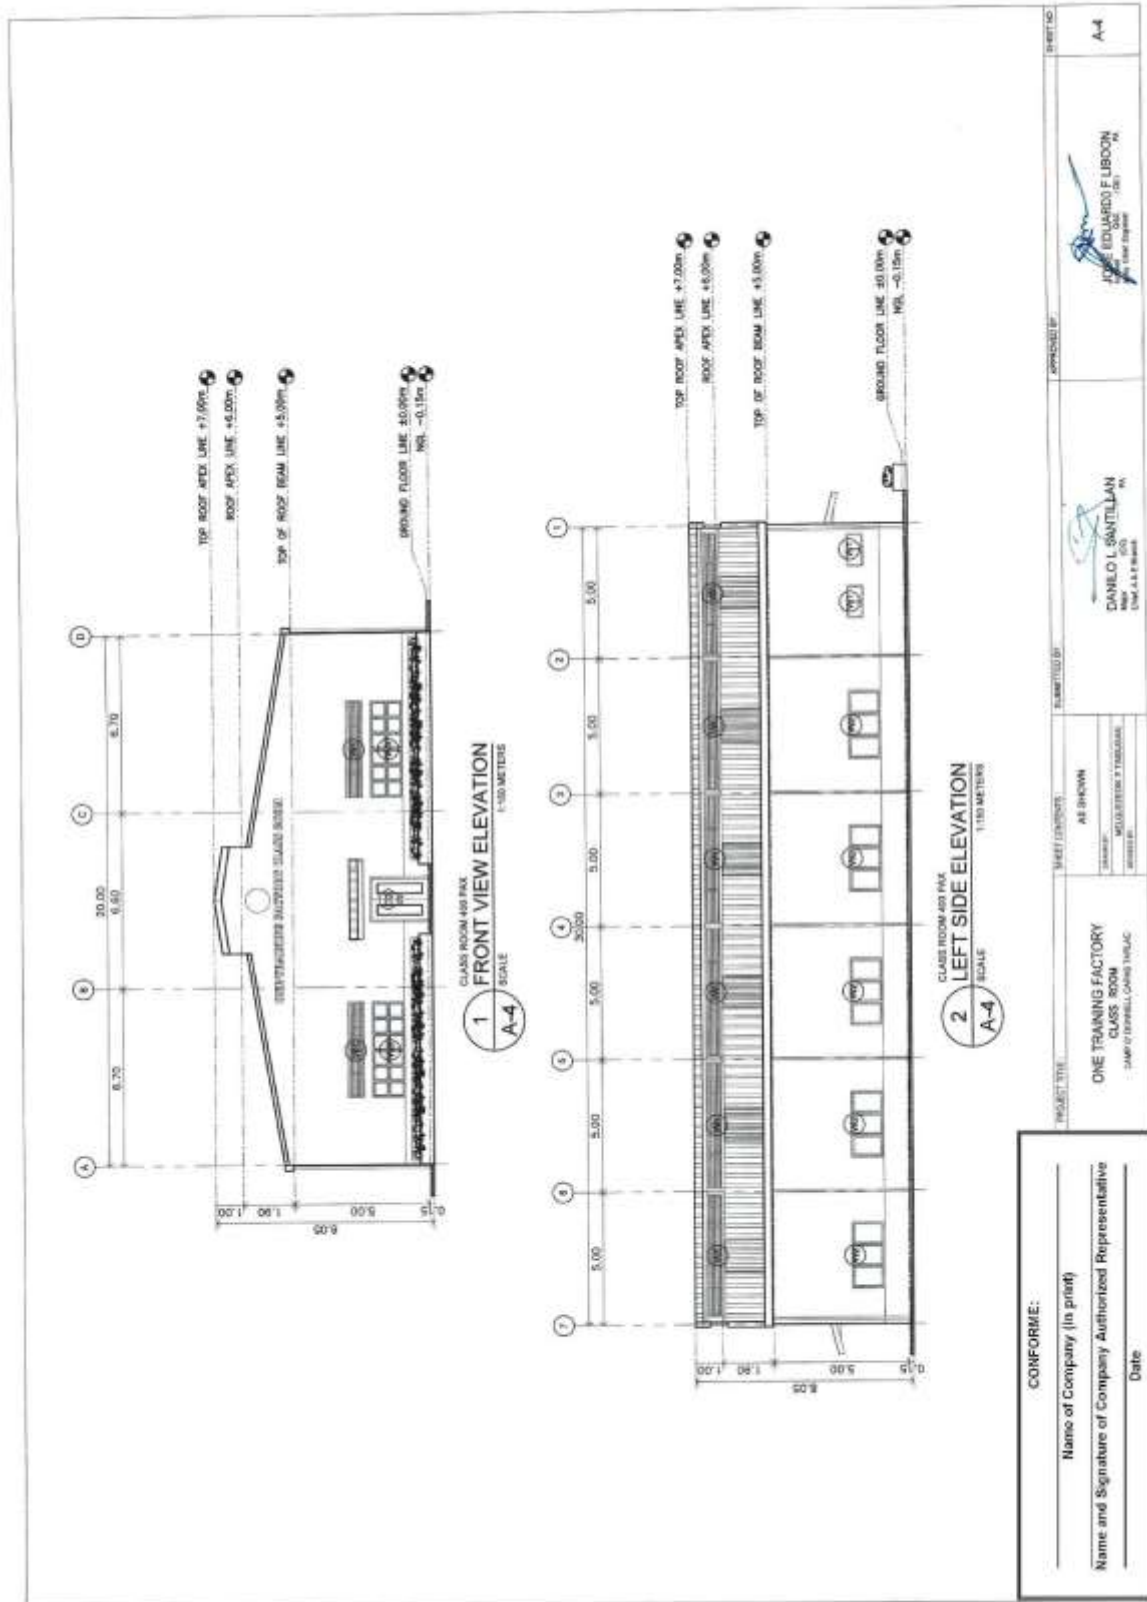 A
B
C
D
20.00
6.70
6.60
6.70
TOP ROOF APEX LINE +7.00m
ROOF APEX LINE +6.00m
TOP OF ROOF BEAM LINE +5.00m
GROUND FLOOR LINE ±0.00m
NGL -0.15m
1.00
1.90
5.00
0.15
8.05
1
A-4
CLASS ROOM 400 PAX
FRONT VIEW ELEVATION
SCALE
1:150 METERS
7
6
5
4
3
2
1
30.00
5.00
5.00
5.00
5.00
5.00
5.00
TOP ROOF APEX LINE +7.00m
ROOF APEX LINE +6.00m
TOP OF ROOF BEAM LINE +5.00m
GROUND FLOOR LINE ±0.00m
NGL -0.15m
1.00
1.90
5.00
0.15
8.05
2
A-4
CLASS ROOM 400 PAX
LEFT SIDE ELEVATION
SCALE
1:150 METERS
CONFORME:
Name of Company (in print)
Name and Signature of Company Authorized Representative
Date
PROJECT TITLE
ONE TRAINING FACTORY
CLASS ROOM
SHEET CONTENTS
AS SHOWN
SUBMITTED BY:
DANILO L SANTILLAN
Major (CE) PA
APPROVED BY:
JOSE EDUARDO F LIBOON
SHEET NO
A-4